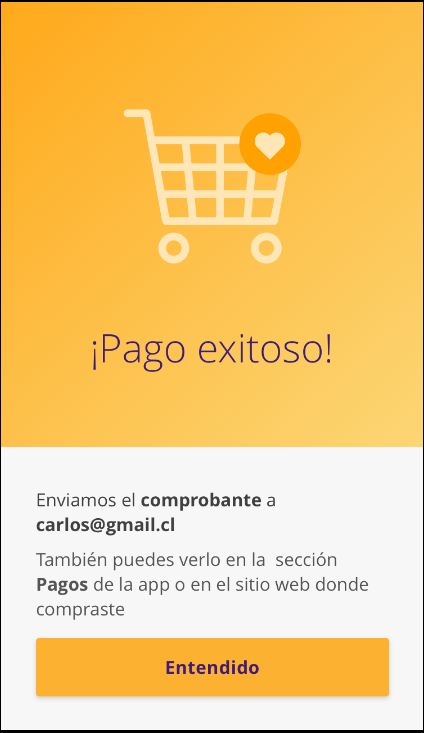 ¡Pago exitoso!
Enviamos el comprobante a
carlos@gmail.cl
También puedes verlo en la sección
Pagos de la app o en el sitio web donde
compraste
Entendido